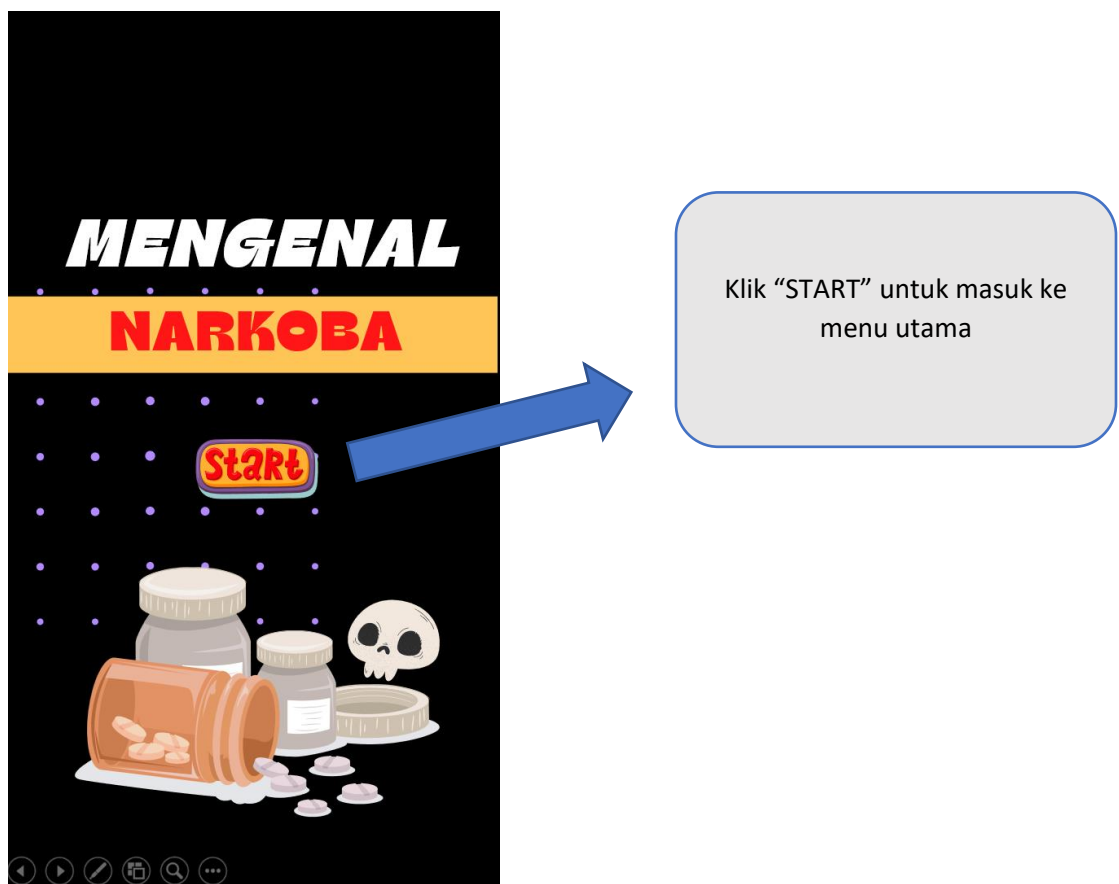 MENGENAL
NARKOBA
Start
Klik “START” untuk masuk ke
menu utama